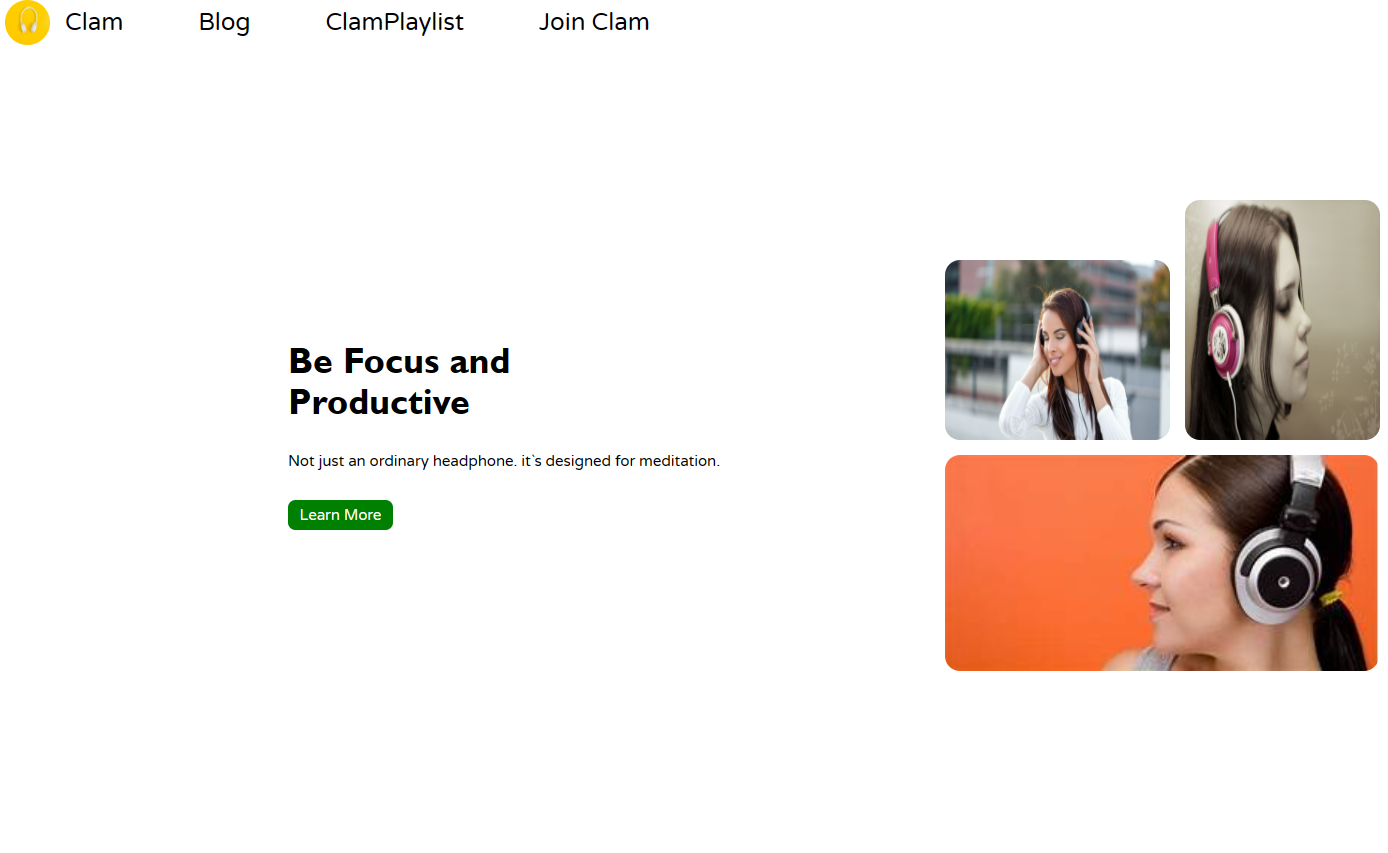 Clam Blog ClamPlaylist Join Clam
Be Focus and
Productive
Not just an ordinary headphone. it`s designed for meditation.
Learn More